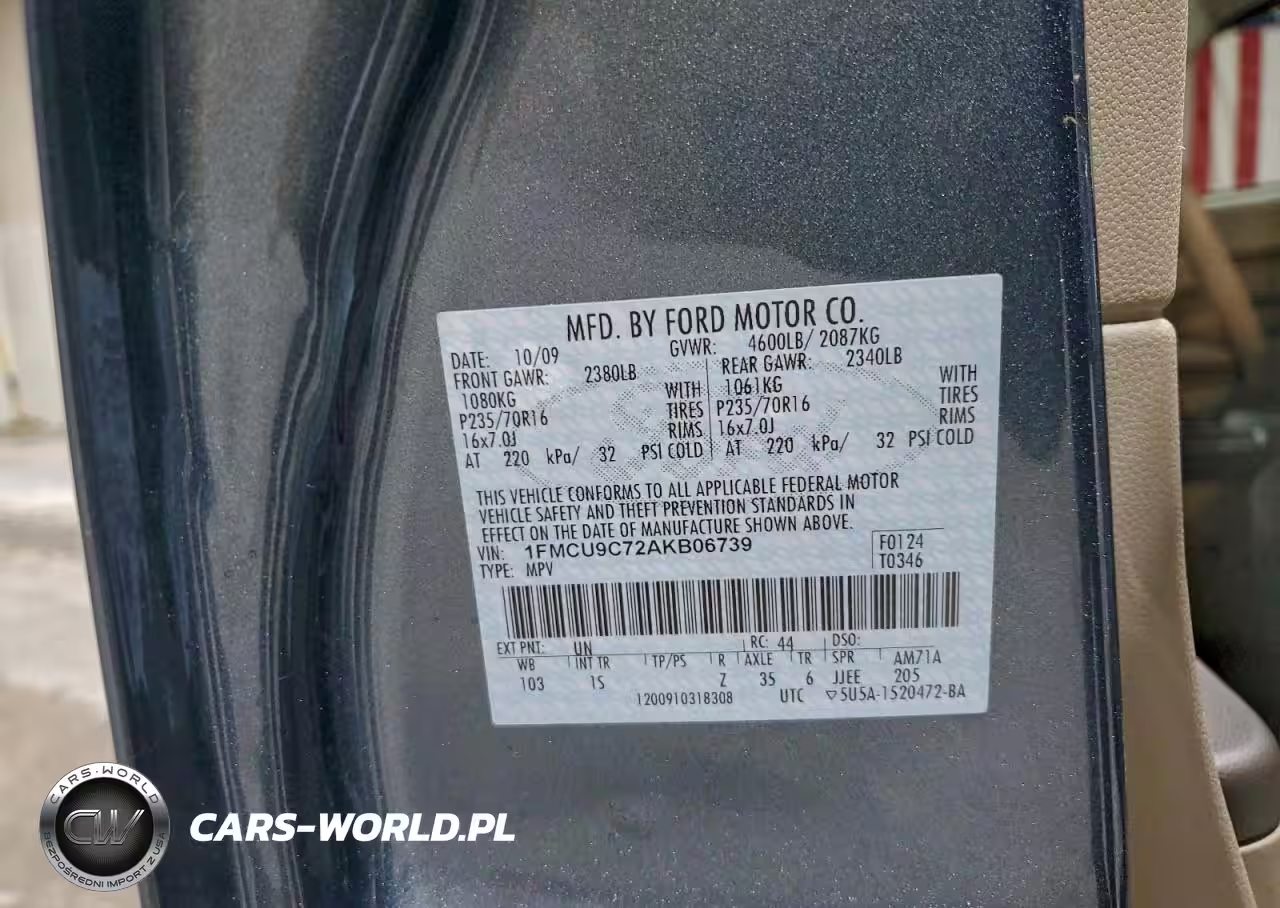 MFD. BY FORD MOTOR CO.
DATE: 10/09 GVWR: 4600LB/ 2087KG
FRONT GAWR: 2380LB REAR GAWR: 2340LB
1080KG WITH 1061KG WITH
P235/70R16 TIRES P235/70R16 TIRES
16x7.0J RIMS 16x7.0J RIMS
AT 220 kPa/ 32 PSI COLD AT 220 kPa/ 32 PSI COLD
THIS VEHICLE CONFORMS TO ALL APPLICABLE FEDERAL MOTOR
VEHICLE SAFETY AND THEFT PREVENTION STANDARDS IN
EFFECT ON THE DATE OF MANUFACTURE SHOWN ABOVE.
VIN: 1FMCU9C72AKB06739 F0124
TYPE: MPV T0346
EXT PNT: UN RC: 44 DSO:
WB INT TR TP/PS R AXLE TR SPR AM71A
103 1S Z 35 6 JJEE 205
1200910318308 UTC ▽5U5A-1520472-BA
CARS-WORLD
CW
BEZPOŚREDNI IMPORT Z USA
CARS-WORLD.PL